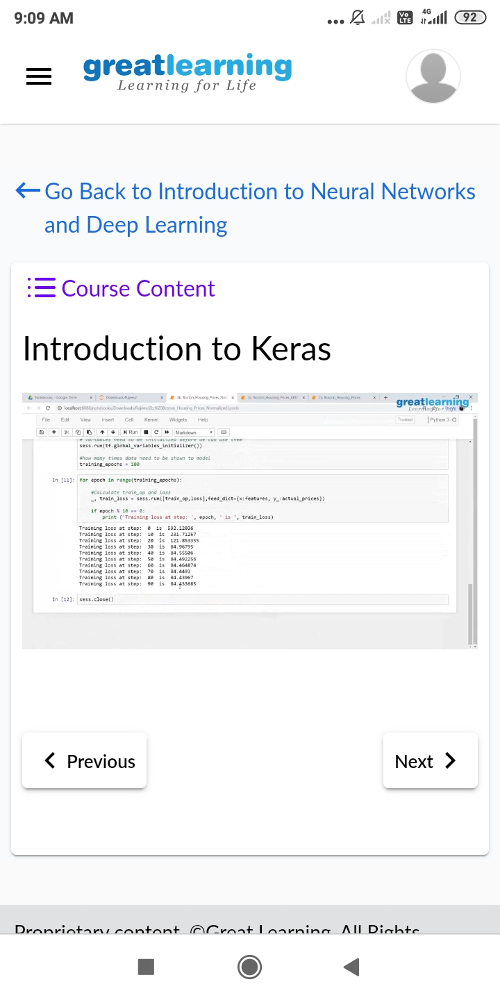 9:09 AM
Vo
LTE
4G
92
greatlearning
Learning for Life
Go Back to Introduction to Neural Networks
and Deep Learning
Course Content
Introduction to Keras
greatlearning
File Edit View Insert Cell Kernel Widgets Help
Trusted Python 3
Run Markdown
# variables need to be initialized before we can use them
sess.run(tf.global_variables_initializer())
#how many times data need to be shown to model
training_epochs = 100
In [11]: for epoch in range(training_epochs):
#Calculate train_op and loss
_, train_loss = sess.run([train_op,loss],feed_dict={x:features, y_:actual_prices})
if epoch % 10 == 0:
print ('Training loss at step: ', epoch, ' is ', train_loss)
Training loss at step: 0 is 592.12036
Training loss at step: 10 is 231.71257
Training loss at step: 20 is 121.853355
Training loss at step: 30 is 84.96795
Training loss at step: 40 is 84.55506
Training loss at step: 50 is 84.492256
Training loss at step: 60 is 84.464874
Training loss at step: 70 is 84.4493
Training loss at step: 80 is 84.43967
Training loss at step: 90 is 84.433685
In [12]: sess.close()
Previous
Next
Proprietary content. ©Great Learning. All Rights